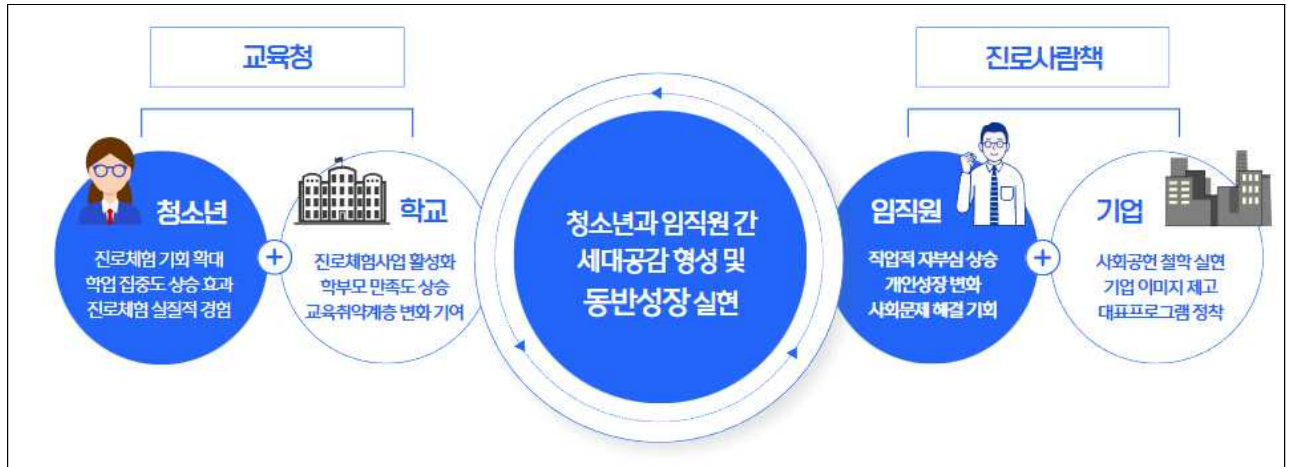 교육청
청소년
진로체험 기회 확대
학업 집중도 상승 효과
진로체험 실질적 경험
+
학교
진로체험사업 활성화
학부모 만족도 상승
교육취약계층 변화 기여
청소년과 임직원 간
세대공감 형성 및
동반성장 실현
진로사람책
임직원
직업적 자부심 상승
개인성장 변화
사회문제 해결 기회
+
기업
사회공헌 철학 실현
기업 이미지 제고
대표프로그램 정착